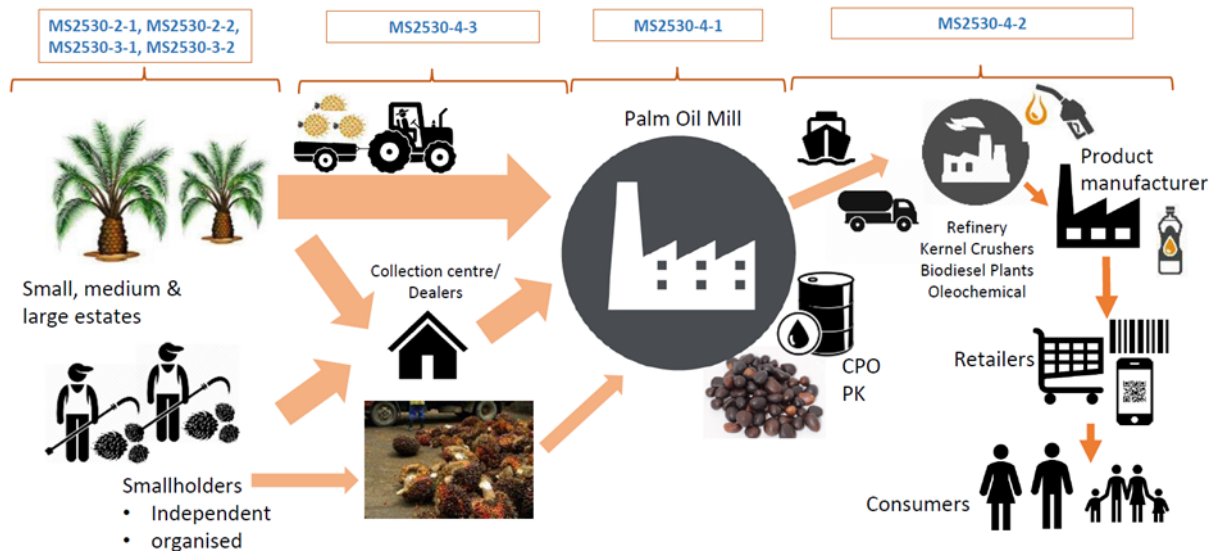 MS2530-2-1, MS2530-2-2,
MS2530-3-1, MS2530-3-2
MS2530-4-3
MS2530-4-1
MS2530-4-2
Palm Oil Mill
Product
manufacturer
Refinery
Kernel Crushers
Biodiesel Plants
Oleochemical
Collection centre/
Dealers
Small, medium &
large estates
CPO
PK
Retailers
Smallholders
• Independent
• organised
Consumers